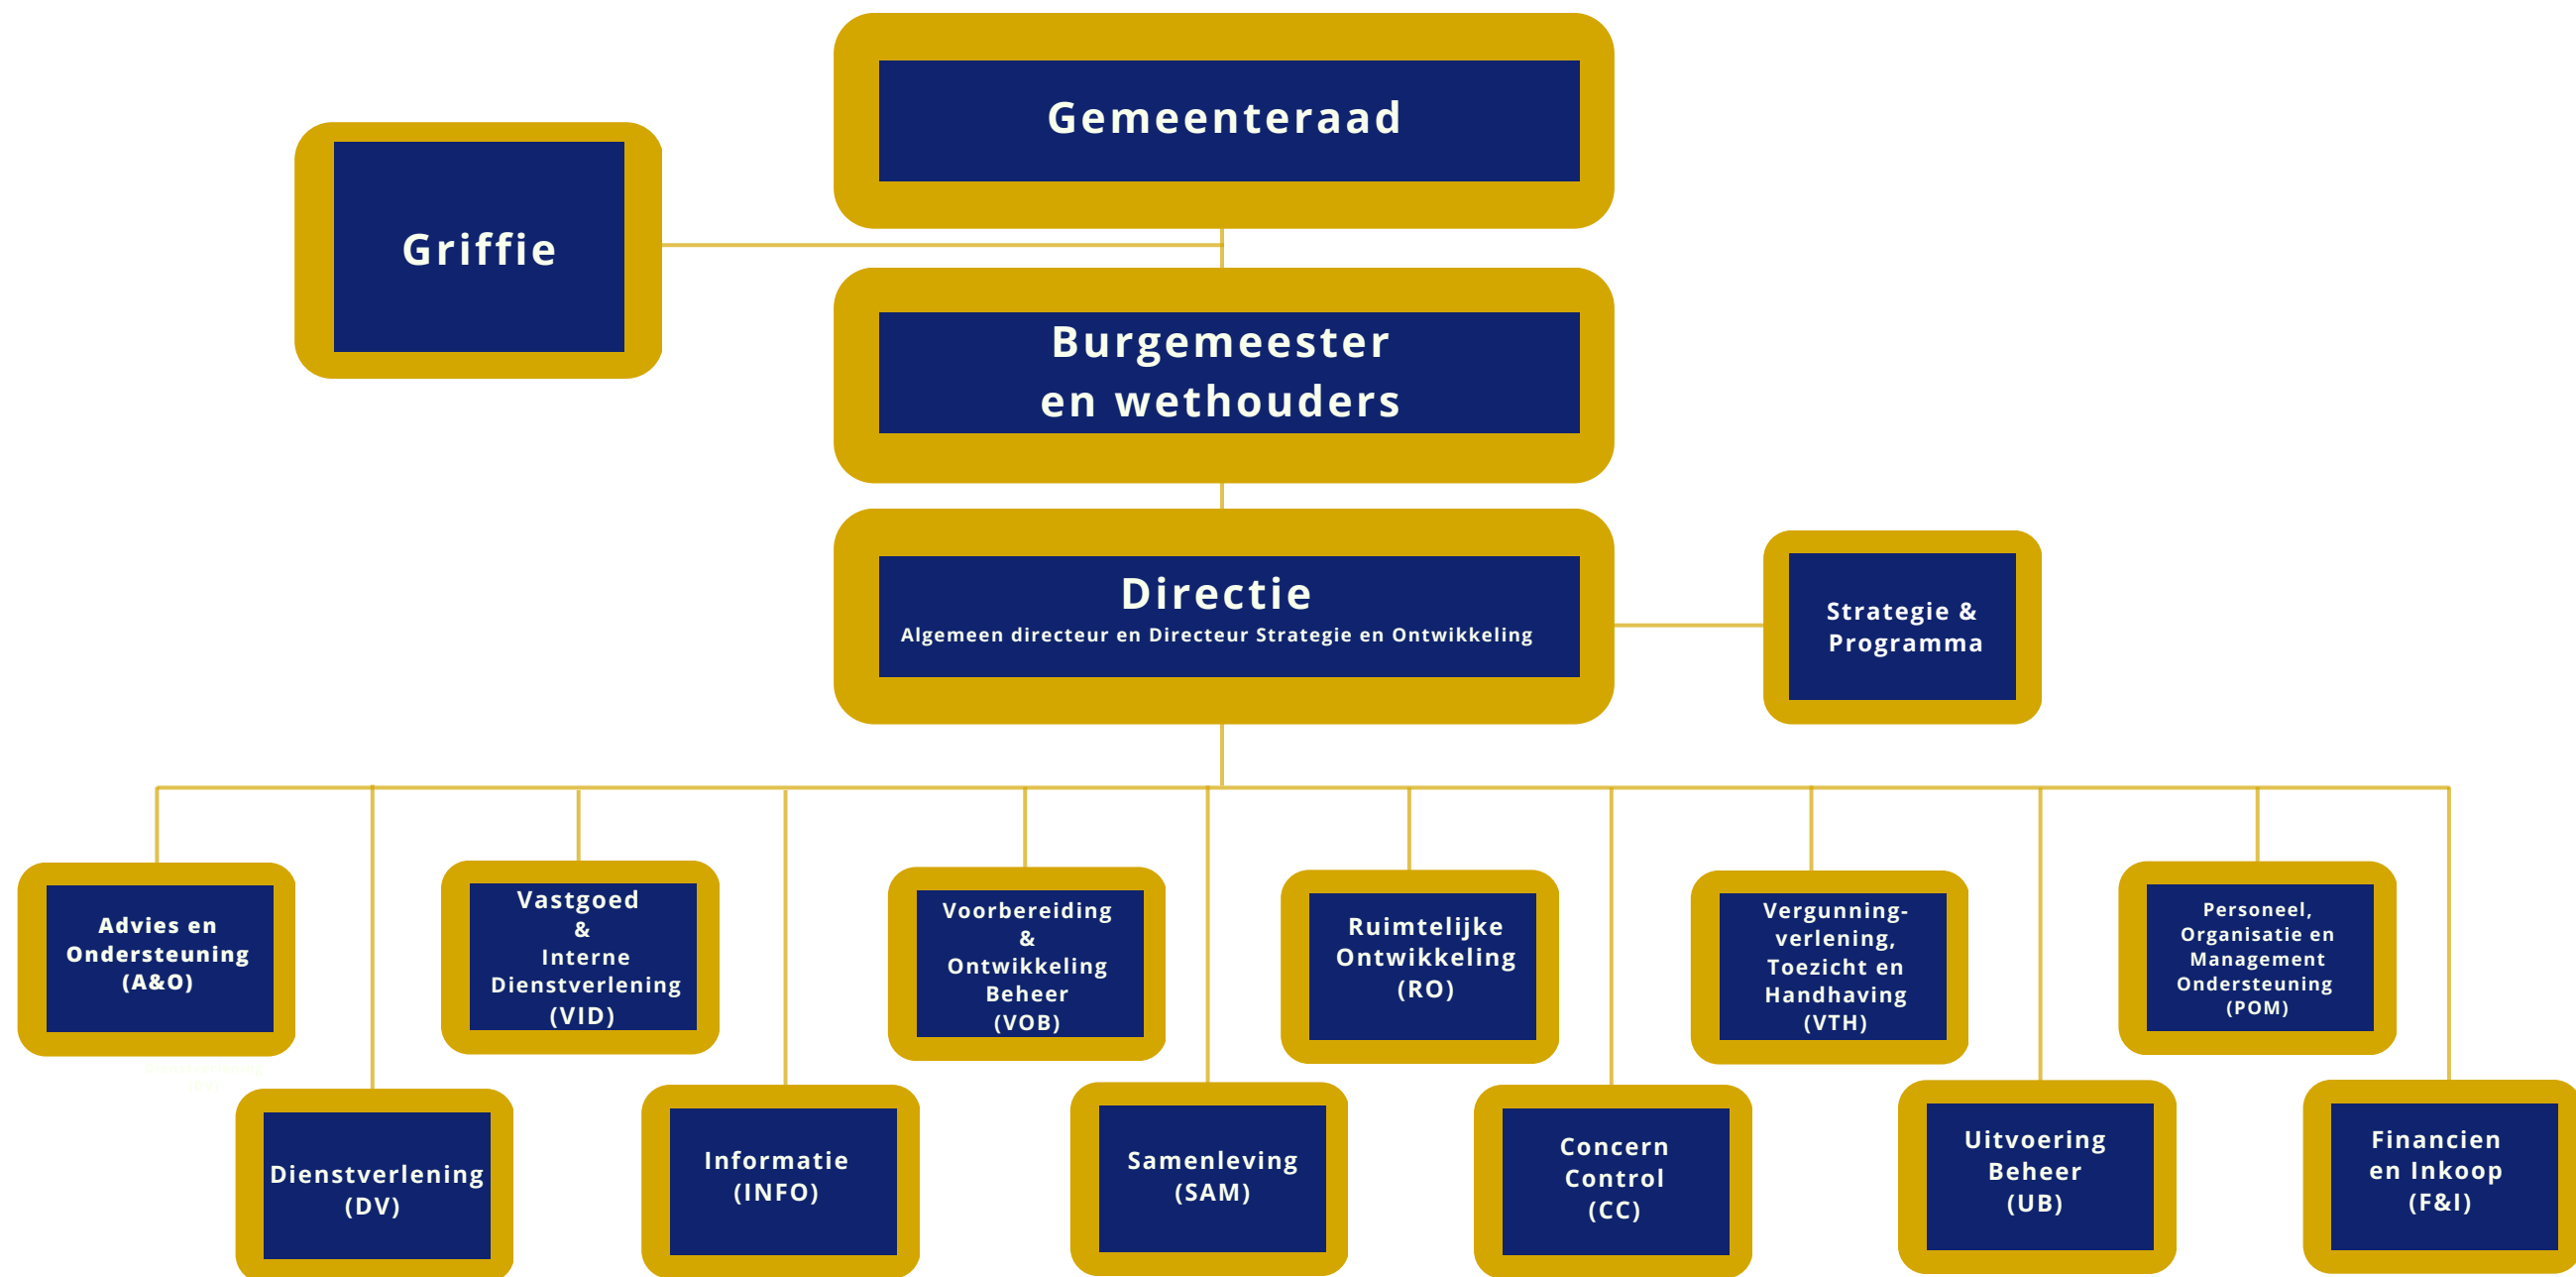 Gemeenteraad
Griffie
Burgemeester
en wethouders
Directie
Algemeen directeur en Directeur Strategie en Ontwikkeling
Strategie &
Programma
Advies en
Ondersteuning
(A&O)
Vastgoed
&
Interne
Dienstverlening
(VID)
Voorbereiding
&
Ontwikkeling
Beheer
(VOB)
Ruimtelijke
Ontwikkeling
(RO)
Vergunning-
verlening,
Toezicht en
Handhaving
(VTH)
Personeel,
Organisatie en
Management
Ondersteuning
(POM)
Dienstverlening
(DV)
Informatie
(INFO)
Samenleving
(SAM)
Concern
Control
(CC)
Uitvoering
Beheer
(UB)
Financien
en Inkoop
(F&I)